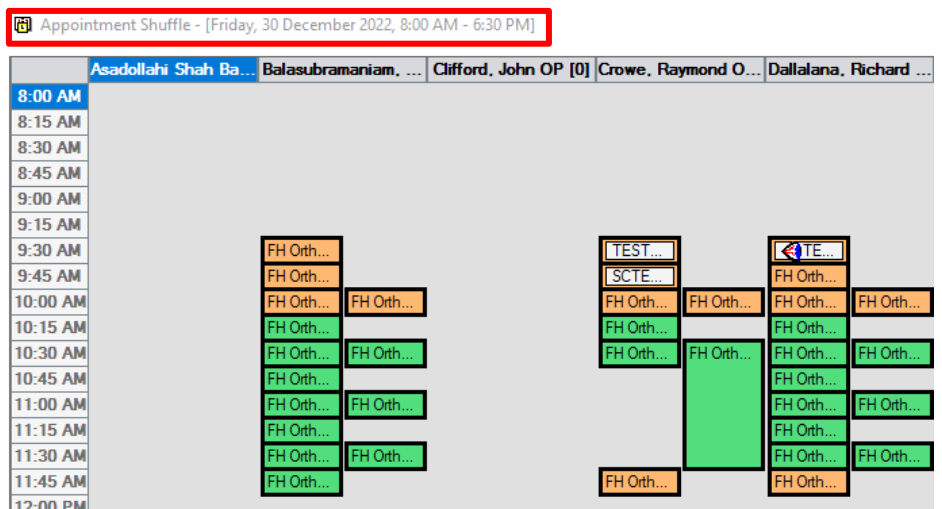 Appointment Shuffle - [Friday, 30 December 2022, 8:00 AM - 6:30 PM]
Asadollahi Shah Ba... Balasubramaniam, ... Clifford, John OP [0] Crowe, Raymond O... Dallalana, Richard ...
8:00 AM
8:15 AM
8:30 AM
8:45 AM
9:00 AM
9:15 AM
9:30 AM FH Orth... TEST... TE...
9:45 AM FH Orth... SCTE... FH Orth...
10:00 AM FH Orth... FH Orth... FH Orth... FH Orth... FH Orth... FH Orth...
10:15 AM FH Orth... FH Orth... FH Orth...
10:30 AM FH Orth... FH Orth... FH Orth... FH Orth... FH Orth... FH Orth...
10:45 AM FH Orth... FH Orth...
11:00 AM FH Orth... FH Orth... FH Orth... FH Orth...
11:15 AM FH Orth... FH Orth...
11:30 AM FH Orth... FH Orth... FH Orth... FH Orth...
11:45 AM FH Orth... FH Orth... FH Orth...
12:00 PM